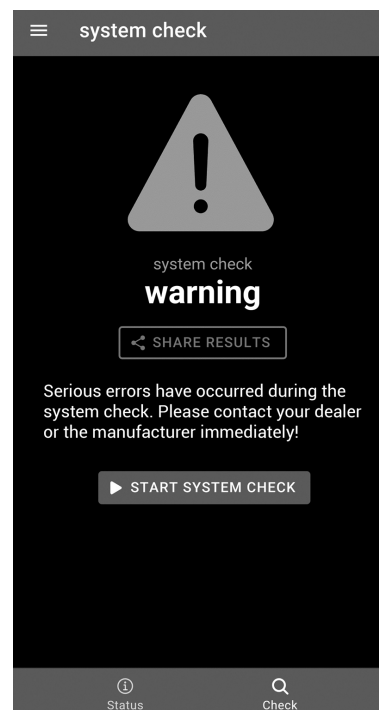 system check
system check
warning
SHARE RESULTS
Serious errors have occurred during the
system check. Please contact your dealer
or the manufacturer immediately!
START SYSTEM CHECK
Status
Check